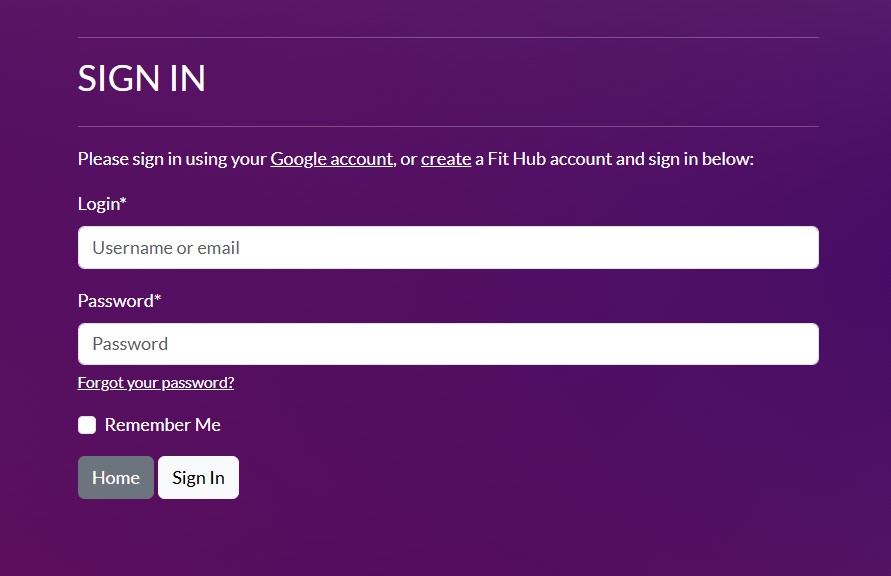 SIGN IN
Please sign in using your Google account, or create a Fit Hub account and sign in below:
Login*
Username or email
Password*
Password
Forgot your password?
Remember Me
Home Sign In